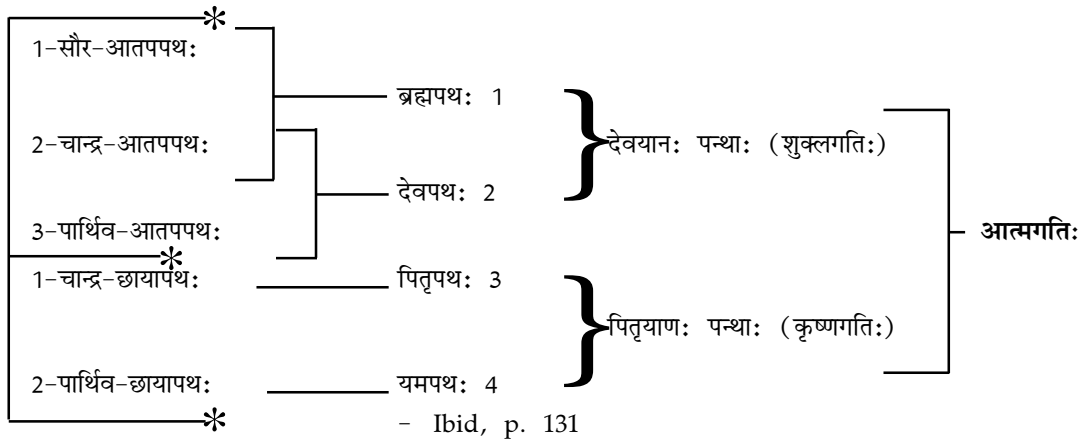 1-सौर-आतपपथः
ब्रह्मपथः 1
2-चान्द्र-आतपपथः
देवयानः पन्थाः (शुक्लगतिः)
देवपथः 2
3-पार्थिव-आतपपथः
आत्मगतिः
1-चान्द्र-छायापथः
पितृपथः 3
पितृयाणः पन्थाः (कृष्णगतिः)
2-पार्थिव-छायापथः
यमपथः 4
- Ibid, p. 131